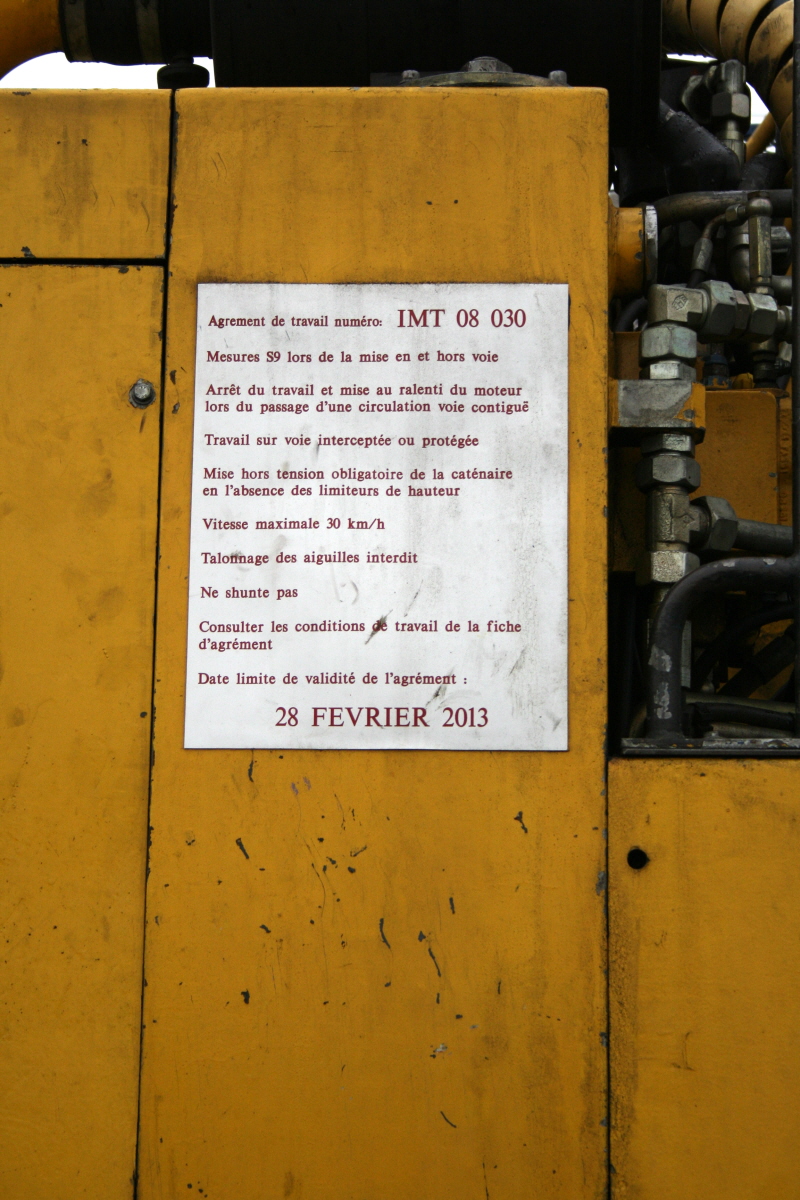 Agrement de travail numéro: IMT 08 030
Mesures S9 lors de la mise en et hors voie
Arrêt du travail et mise au ralenti du moteur
lors du passage d'une circulation voie contiguë
Travail sur voie interceptée ou protégée
Mise hors tension obligatoire de la caténaire
en l'absence des limiteurs de hauteur
Vitesse maximale 30 km/h
Talonnage des aiguilles interdit
Ne shunte pas
Consulter les conditions de travail de la fiche
d'agrément
Date limite de validité de l'agrément :
28 FEVRIER 2013